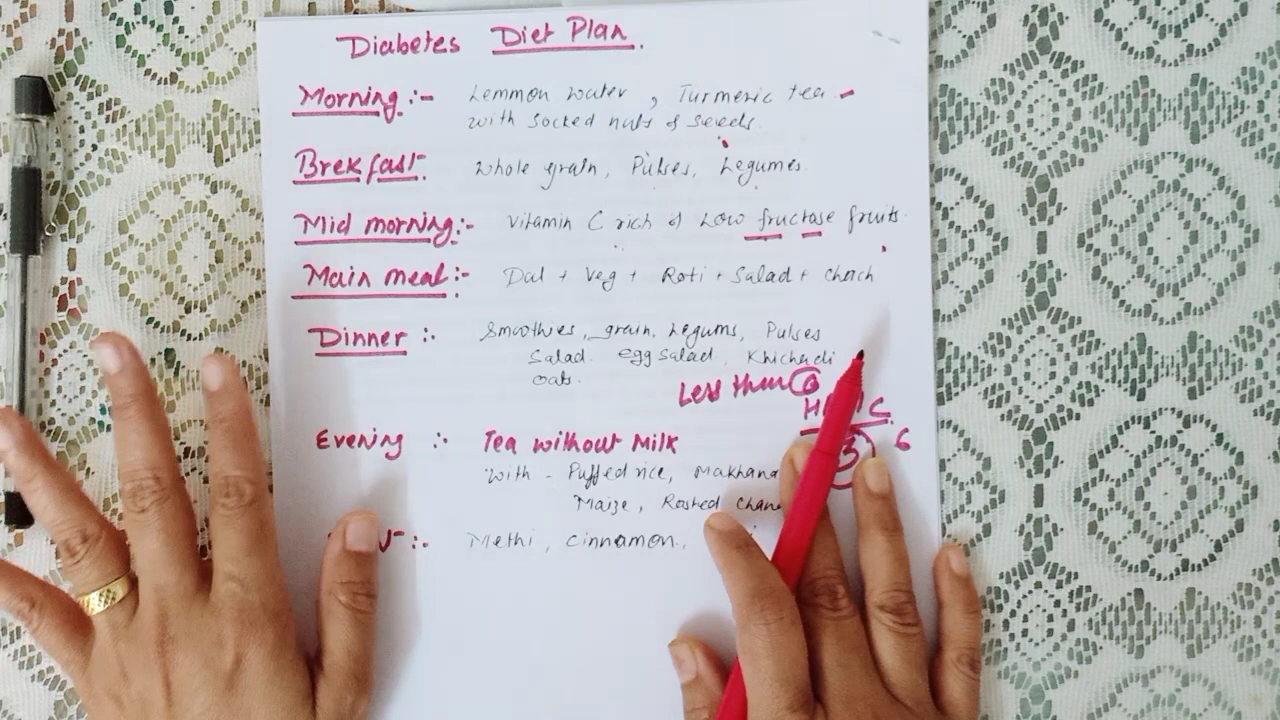 Diabetes Diet Plan.
Morning :- Lemmon water, Turmeric tea
with socked nuts & seeds.
Brekfast- Whole grain, Pulses, Legumes
Mid morning:- Vitamin C rich & Low fructase fruits.
Main meal:- Dal + Veg + Roti + Salad + chach
Dinner :- Smoothies, grain, Legums, Pulses
Salad. egg salad, Khichadi
oats.
Less than 6
Evening :- Tea without Milk 6
With - Puffed rice, Makhana
Maize, Rosted
Methi, Cinnamon,